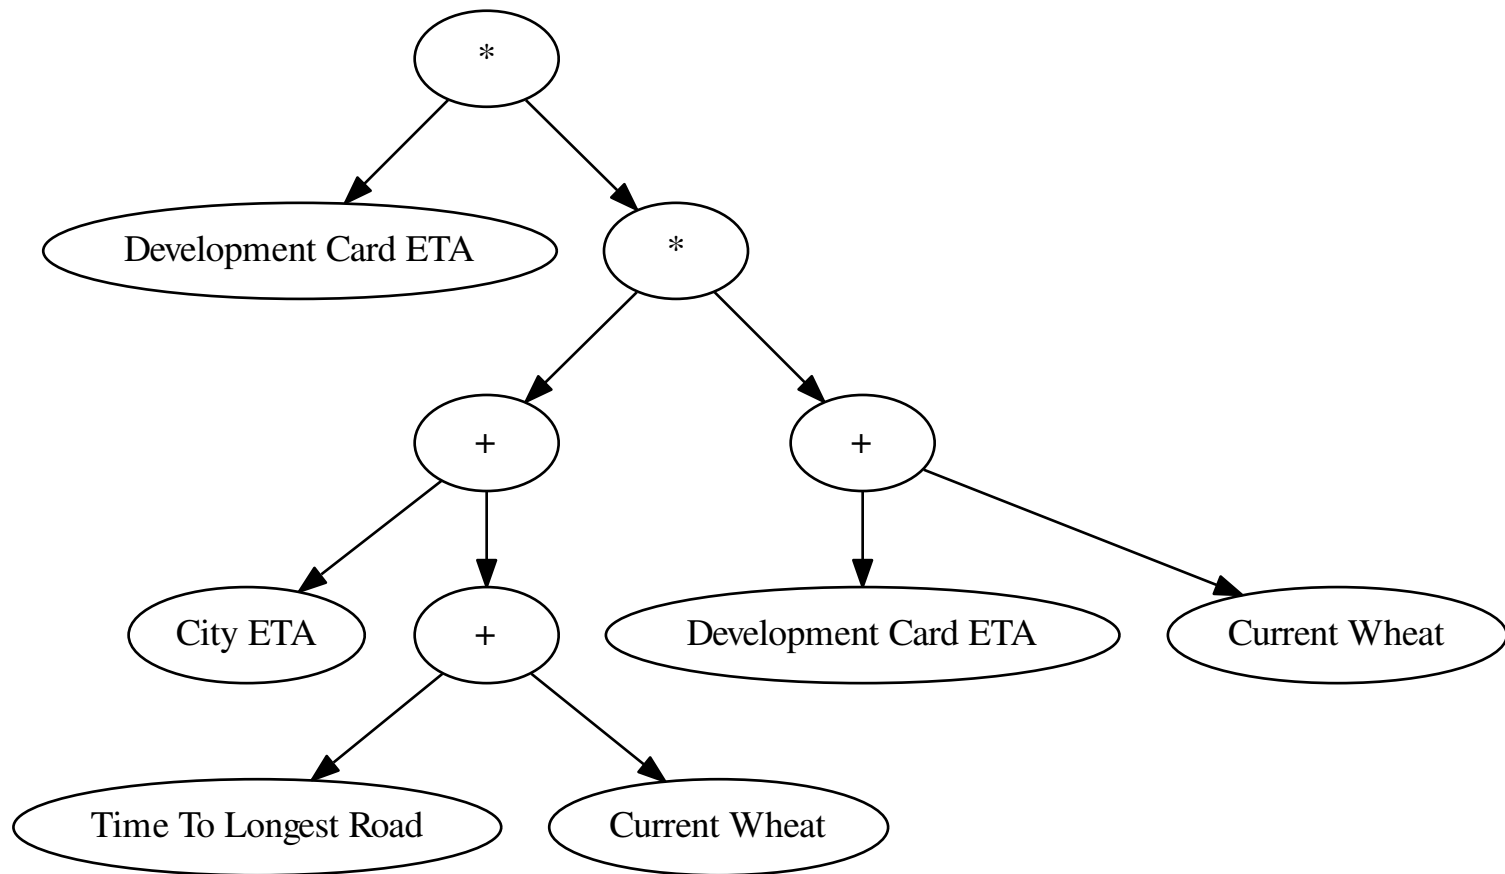 *
Development Card ETA
*
+
+
City ETA
+
Development Card ETA
Current Wheat
Time To Longest Road
Current Wheat